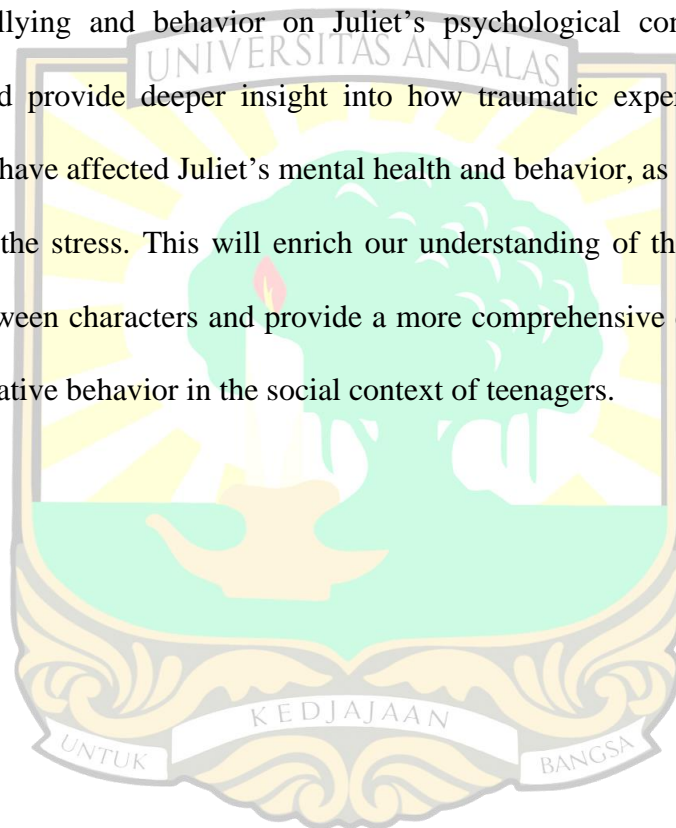 llying and behavior on Juliet’s psychological con
UNIVERSITAS ANDALAS
d provide deeper insight into how traumatic exper
have affected Juliet’s mental health and behavior, as
the stress. This will enrich our understanding of th
ween characters and provide a more comprehensive
ative behavior in the social context of teenagers.
UNTUK KEDJAJAAN BANGSA